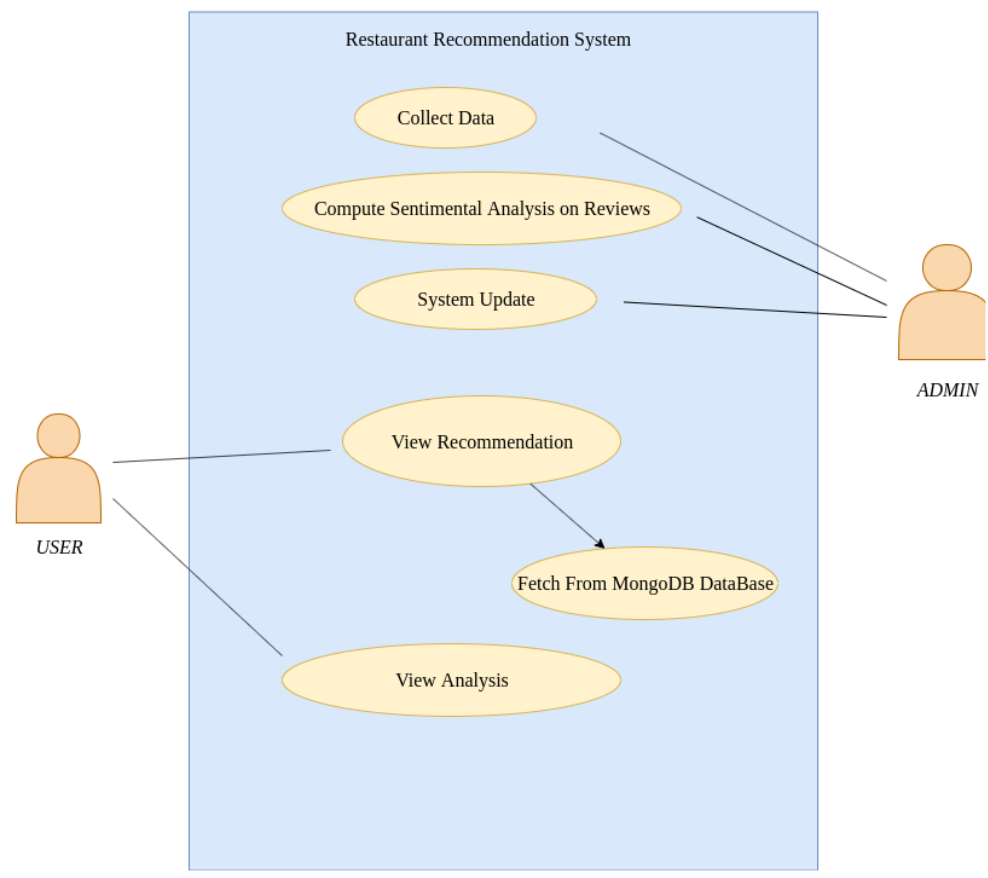 Restaurant Recommendation System
Collect Data
Compute Sentimental Analysis on Reviews
System Update
ADMIN
View Recommendation
USER
Fetch From MongoDB DataBase
View Analysis